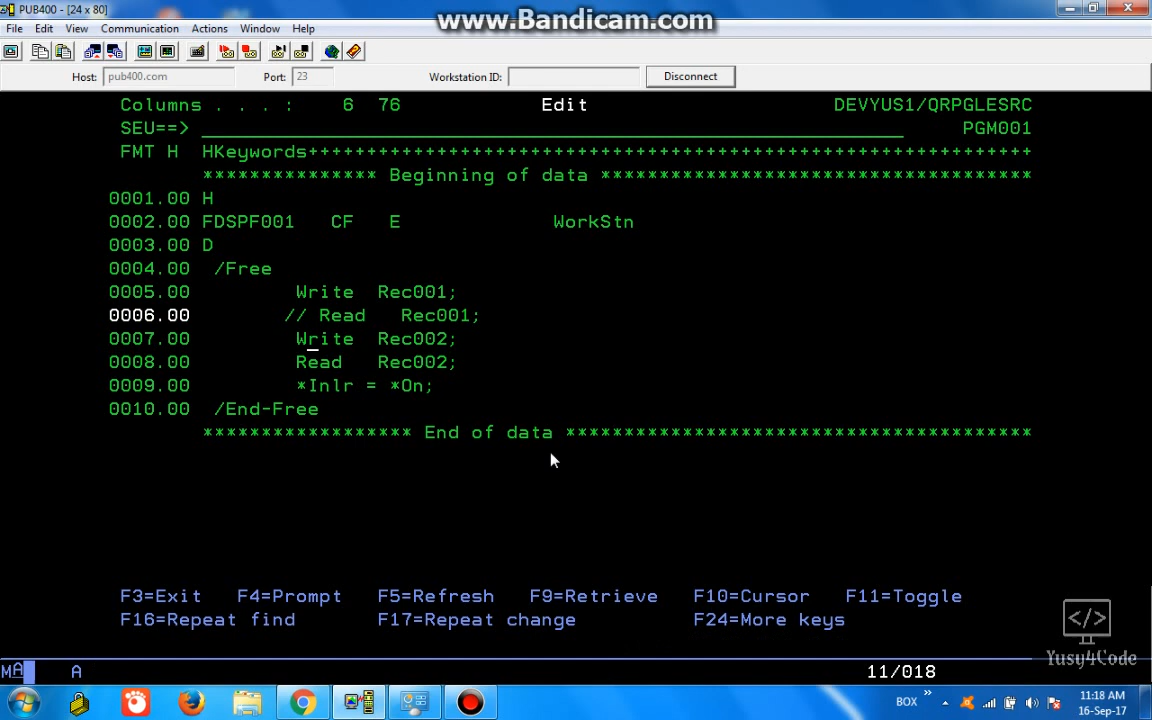 PUB400 - [24 x 80]
www.Bandicam.com
File Edit View Communication Actions Window Help
Host: pub400.com Port: 23 Workstation ID: Disconnect
Columns . . . : 6 76 Edit DEVYUS1/QRPGLESRC
SEU==> PGM001
FMT H HKeywords++++++++++++++++++++++++++++++++++++++++++++++++++++++++++++++
*************** Beginning of data *************************************
0001.00 H
0002.00 FDSPF001 CF E WorkStn
0003.00 D
0004.00 /Free
0005.00 Write Rec001;
0006.00 // Read Rec001;
0007.00 Write Rec002;
0008.00 Read Rec002;
0009.00 *Inlr = *On;
0010.00 /End-Free
****************** End of data ****************************************
F3=Exit F4=Prompt F5=Refresh F9=Retrieve F10=Cursor F11=Toggle
F16=Repeat find F17=Repeat change F24=More keys
</> 
Yusy4Code
MA A 11/018
BOX » 11:18 AM
16-Sep-17